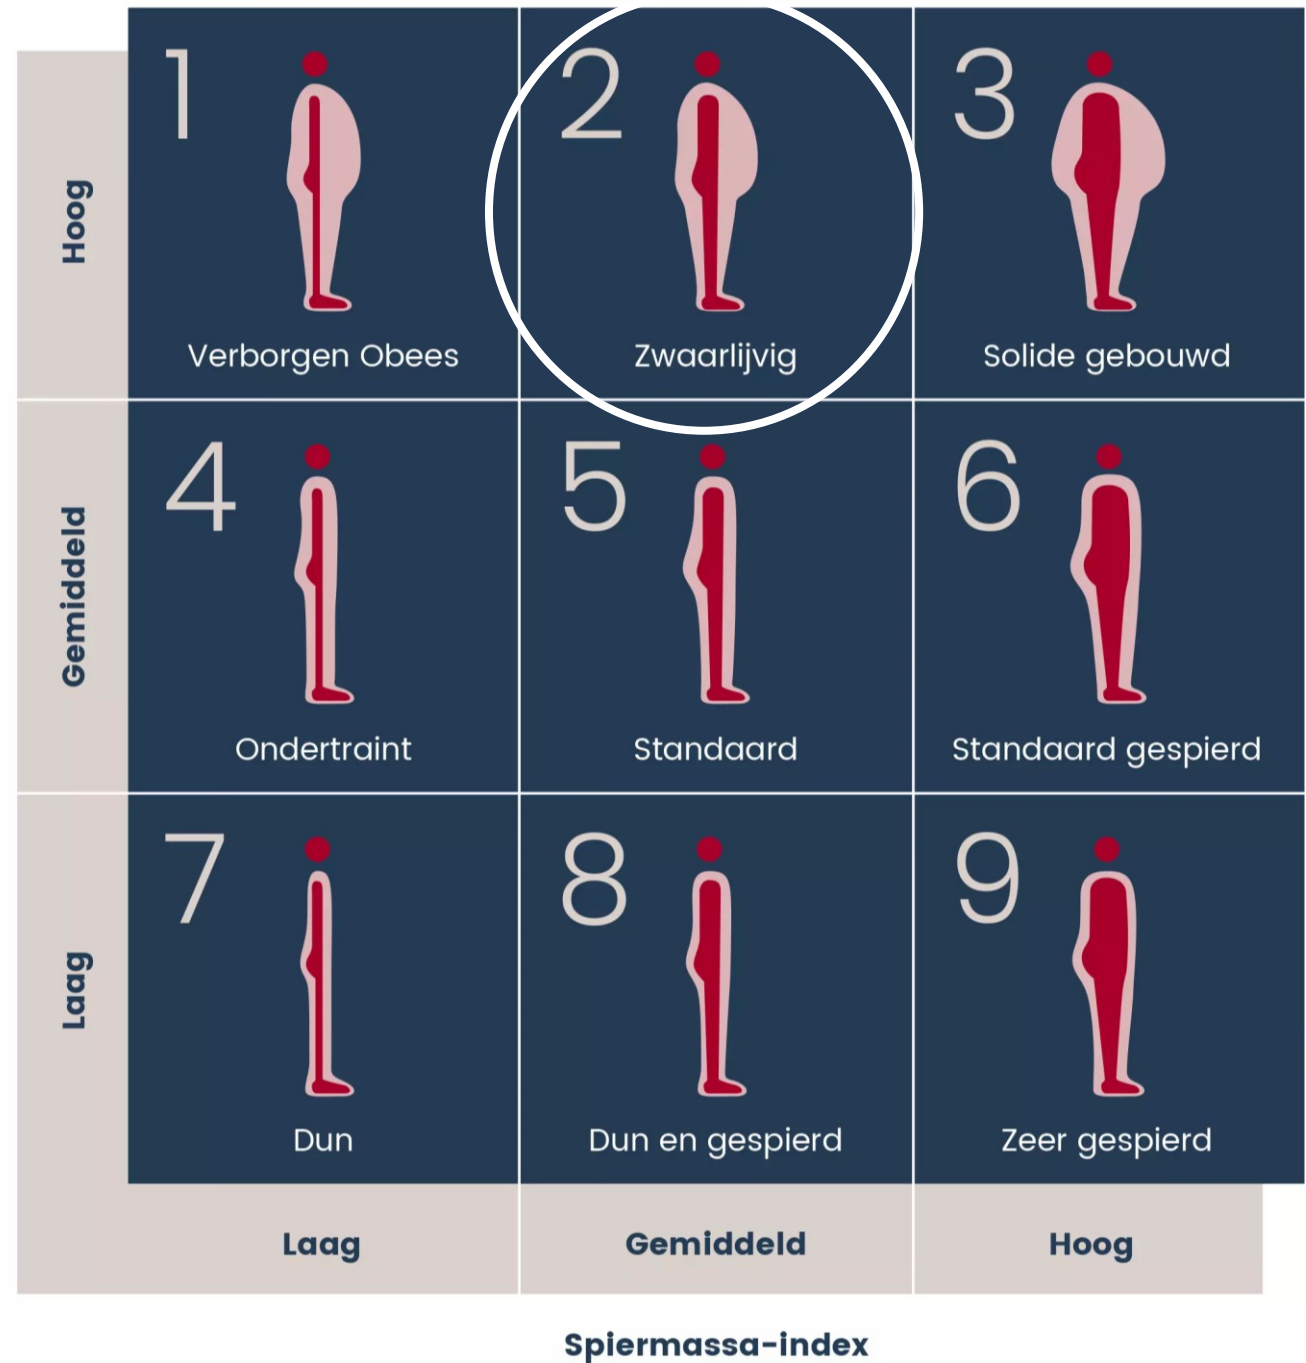 1
2
3
Hoog
Verborgen Obees
Zwaarlijvig
Solide gebouwd
4
5
6
Gemiddeld
Ondertraint
Standaard
Standaard gespierd
7
8
9
Laag
Dun
Dun en gespierd
Zeer gespierd
Laag
Gemiddeld
Hoog
Spiermassa-index